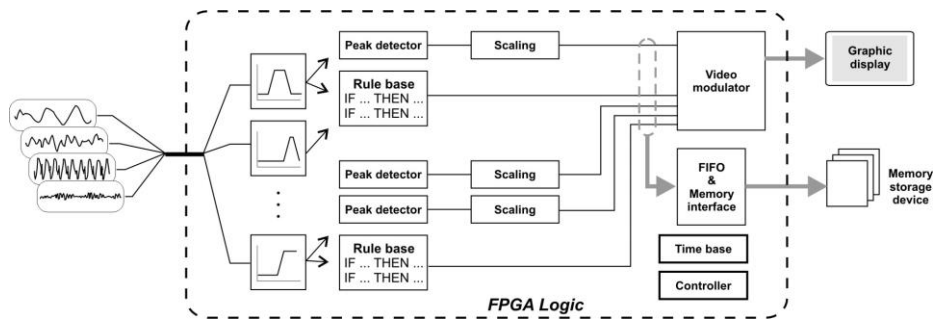 Peak detector
Scaling
Rule base
IF ... THEN ...
IF ... THEN ...
Video
modulator
Graphic
display
Peak detector
Scaling
Peak detector
Scaling
FIFO
&
Memory
interface
Memory
storage
device
Rule base
IF ... THEN ...
IF ... THEN ...
Time base
Controller
FPGA Logic